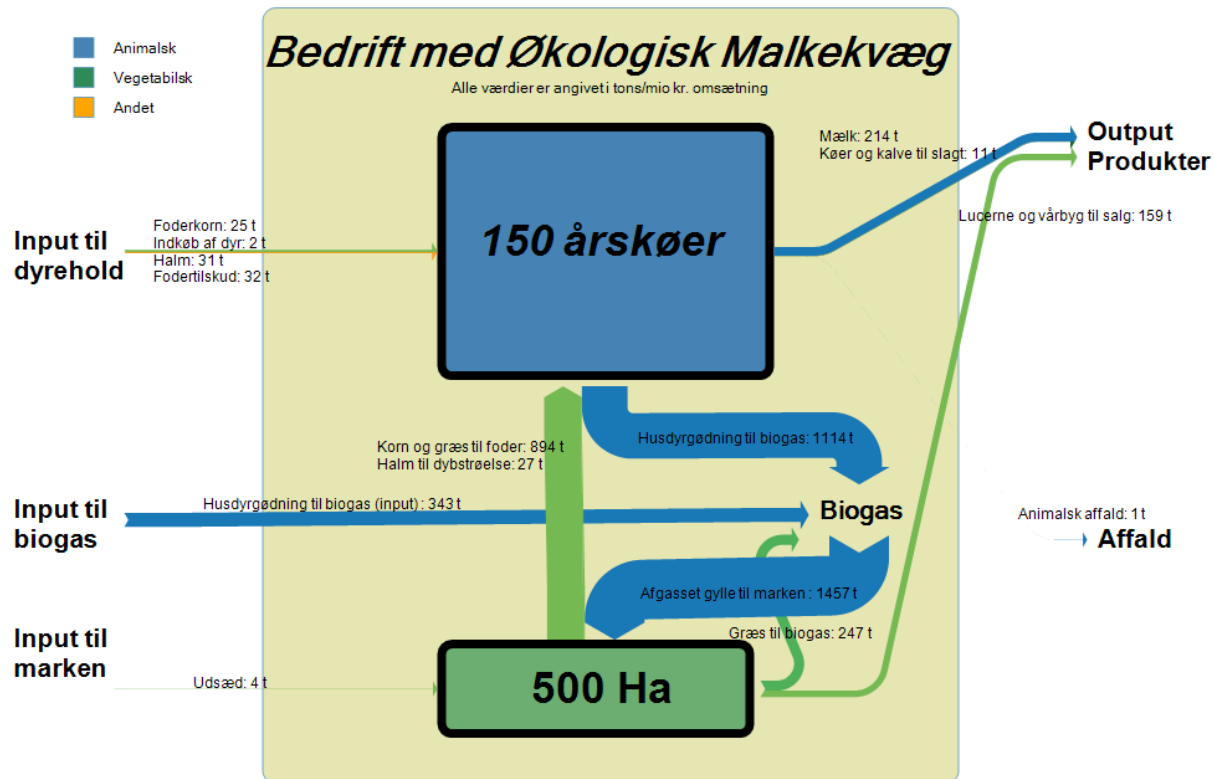 Bedrift med Økologisk Malkekvæg
Alle værdier er angivet i tons/mio kr. omsætning
Animalsk
Vegetabilsk
Andet
Mælk: 214 t
Køer og kalve til slagt: 11 t
Output
Produkter
Lucerne og vårbyg til salg: 159 t
Input til
dyrehold
Foderkorn: 25 t
Indkøb af dyr: 2 t
Halm: 31 t
Fodertilskud: 32 t
150 årskøer
Korn og græs til foder: 894 t
Halm til dybstrøelse: 27 t
Husdyrgødning til biogas: 1114 t
Input til
biogas
Husdyrgødning til biogas (input) : 343 t
Biogas
Animalsk affald: 1 t
Affald
Afgasset gylle til marken : 1457 t
Græs til biogas: 247 t
Input til
marken
Udsæd: 4 t
500 Ha